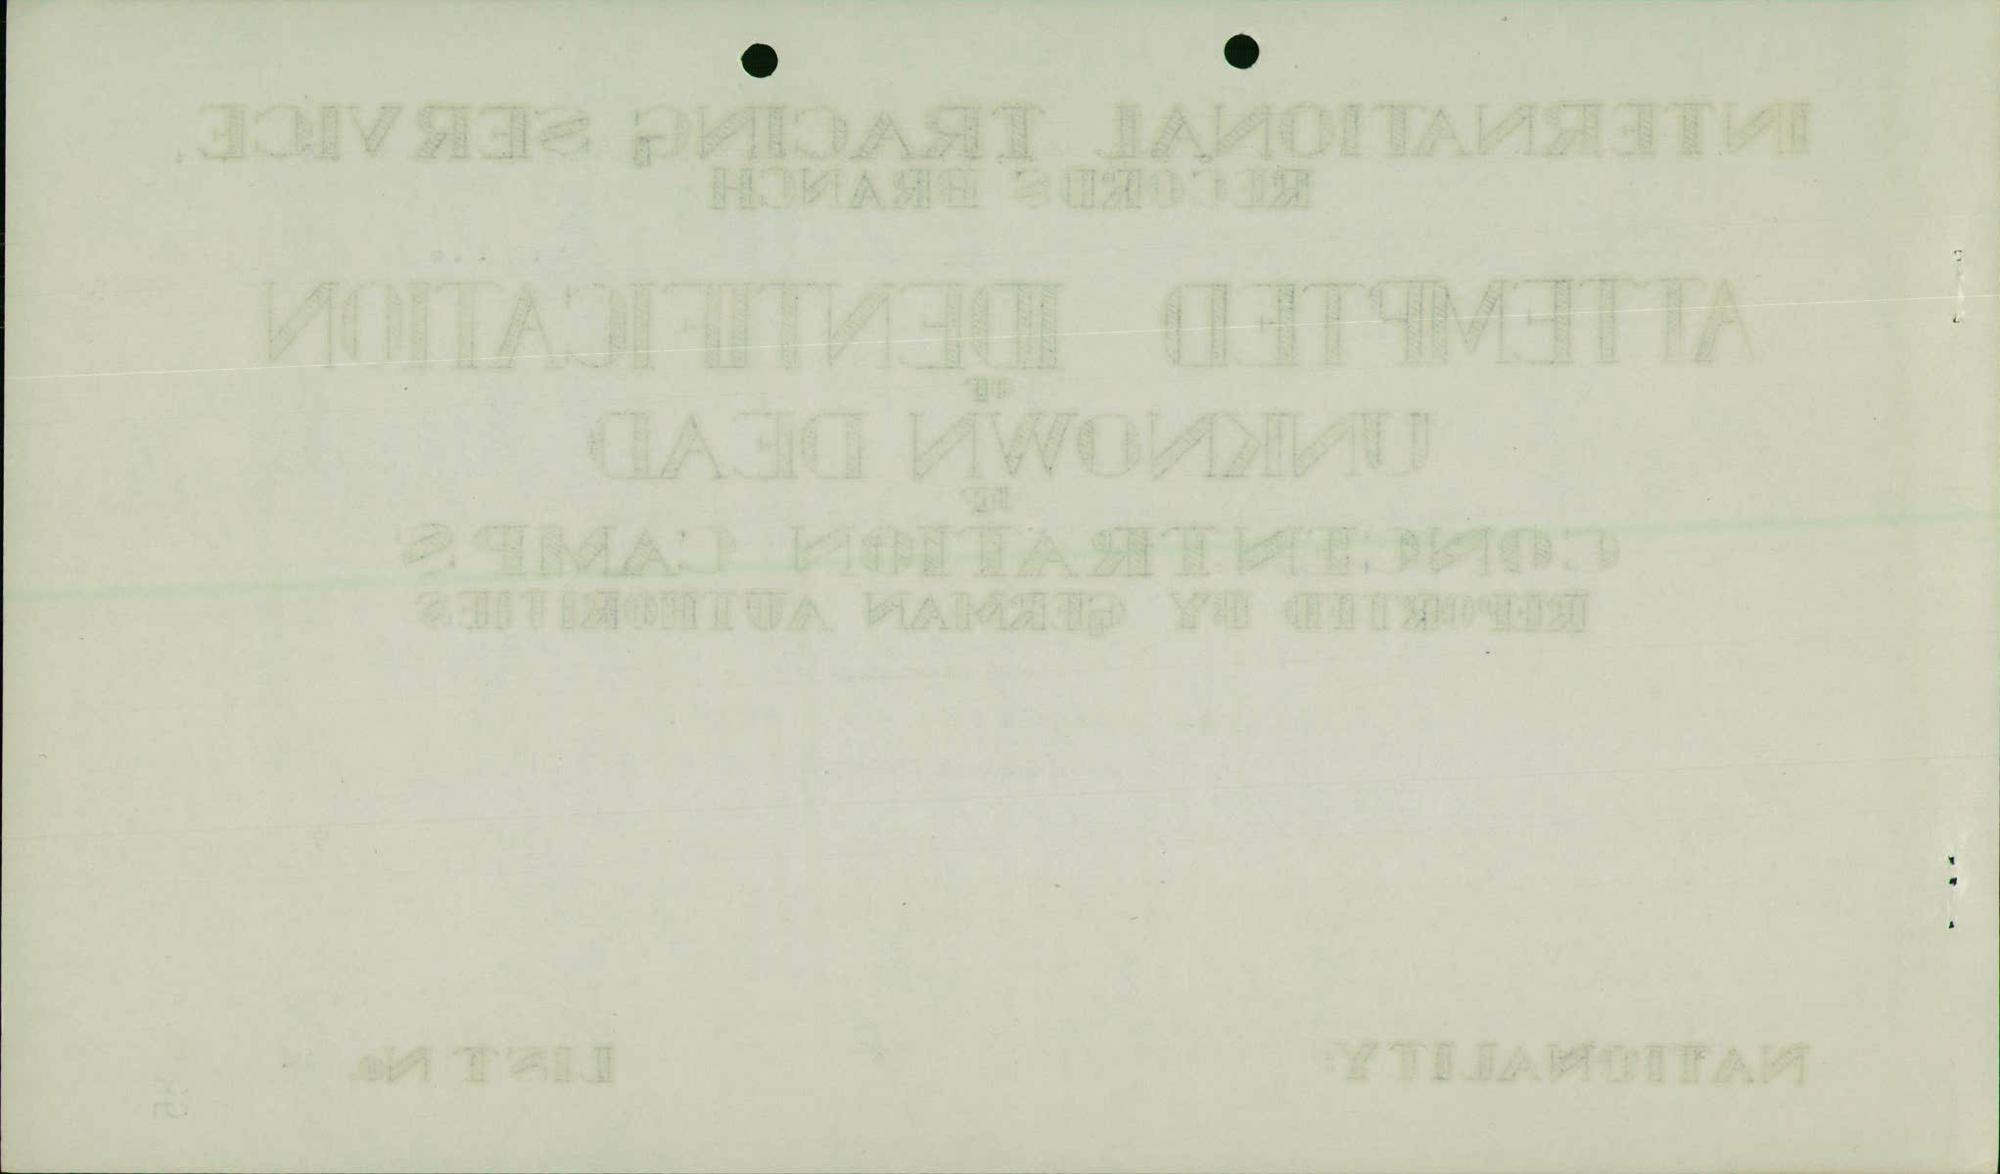 INTERNATIONAL TRACING SERVICE
RECORDS BRANCH
ATTEMPTED IDENTIFICATION
OF
UNKNOWN DEAD
CONCENTRATION CAMPS
REPORTED BY GERMAN AUTHORITIES
NATIONALITY: LIST No.